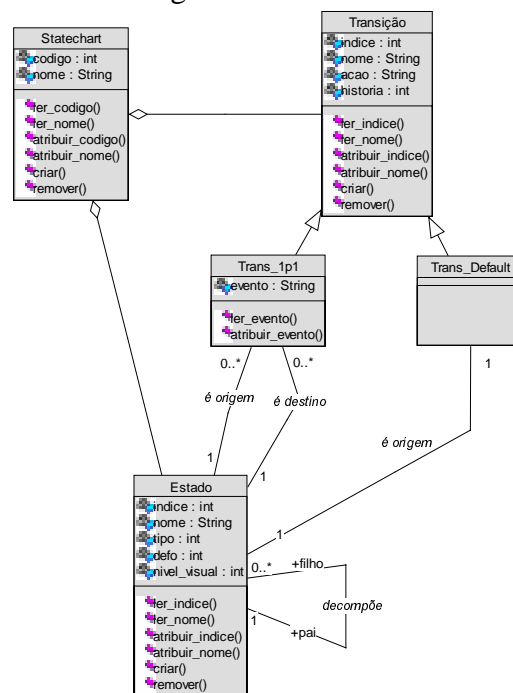 Statechart
codigo : int
nome : String
ler_codigo()
ler_nome()
atribuir_codigo()
atribuir_nome()
criar()
remover()
Transição
indice : int
nome : String
acao : String
historia : int
ler_indice()
ler_nome()
atribuir_indice()
atribuir_nome()
criar()
remover()
Trans_1p1
evento : String
ler_evento()
atribuir_evento()
Trans_Default
0..*
0..*
1
é origem
é destino
é origem
1
1
1
Estado
indice : int
nome : String
tipo : int
defo : int
nivel_visual : int
ler_indice()
ler_nome()
atribuir_indice()
atribuir_nome()
criar()
remover()
0..*
+filho
decompõe
1
+pai